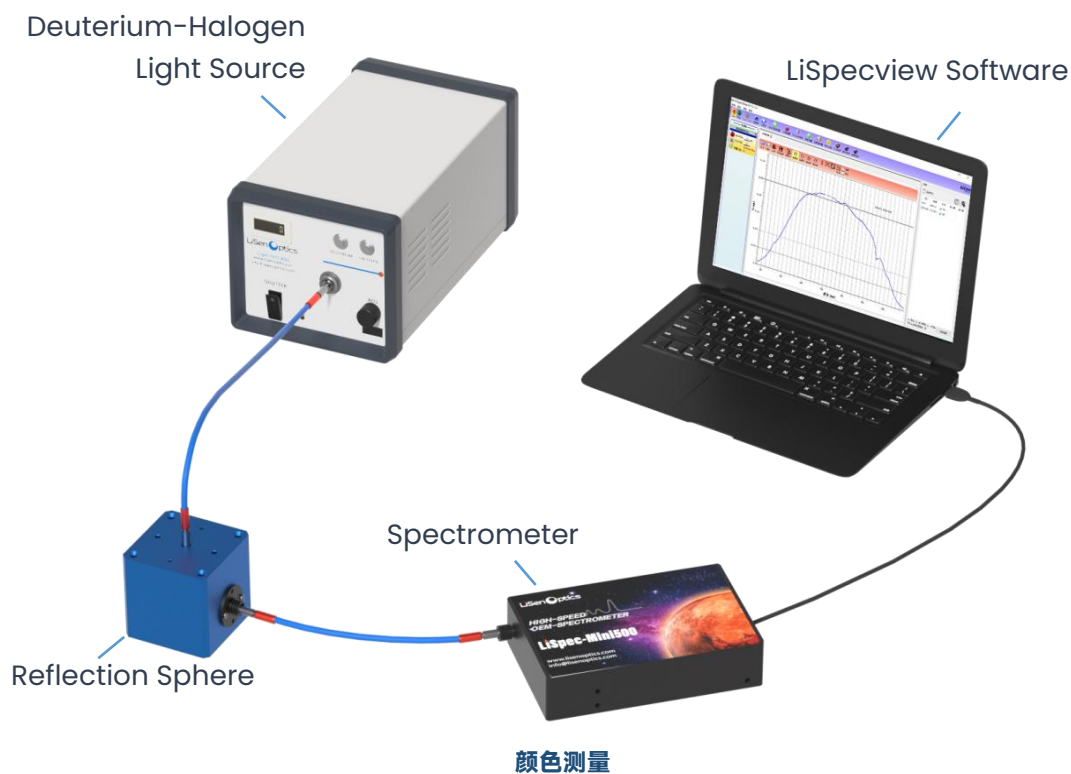 Deuterium-Halogen
Light Source
LiSpecview Software
LiSenOptics
SHUTTER
Spectrometer
LiSenOptics
HIGH-SPEED
OEM-SPECTROMETER
LiSpec-Mini500
www.lisenoptics.com
info@lisenoptics.com
Reflection Sphere
颜色测量